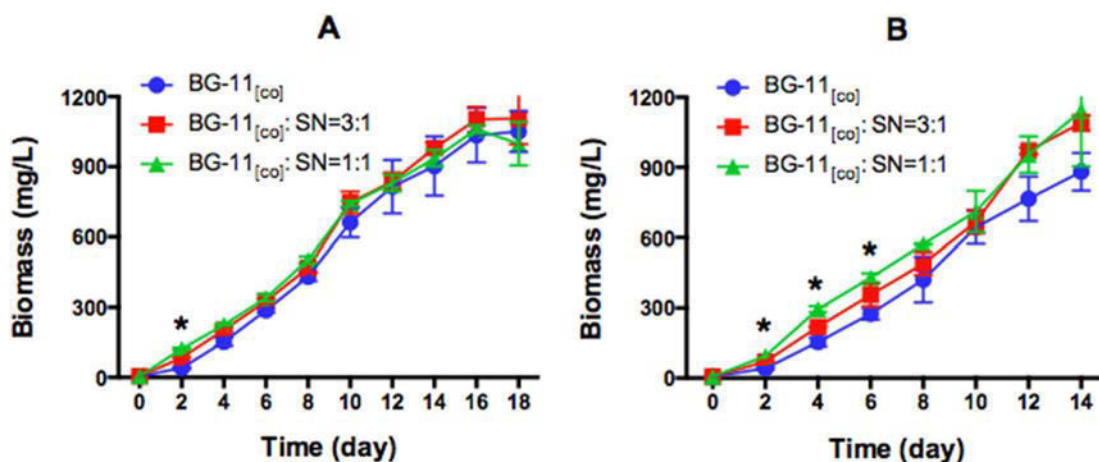 A
BG-11[co]
BG-11[co]: SN=3:1
BG-11[co]: SN=1:1
1200
900
600
300
0
Biomass (mg/L)
*
0 2 4 6 8 10 12 14 16 18
Time (day)
B
BG-11[co]
BG-11[co]: SN=3:1
BG-11[co]: SN=1:1
1200
900
600
300
0
Biomass (mg/L)
* * *
0 2 4 6 8 10 12 14
Time (day)